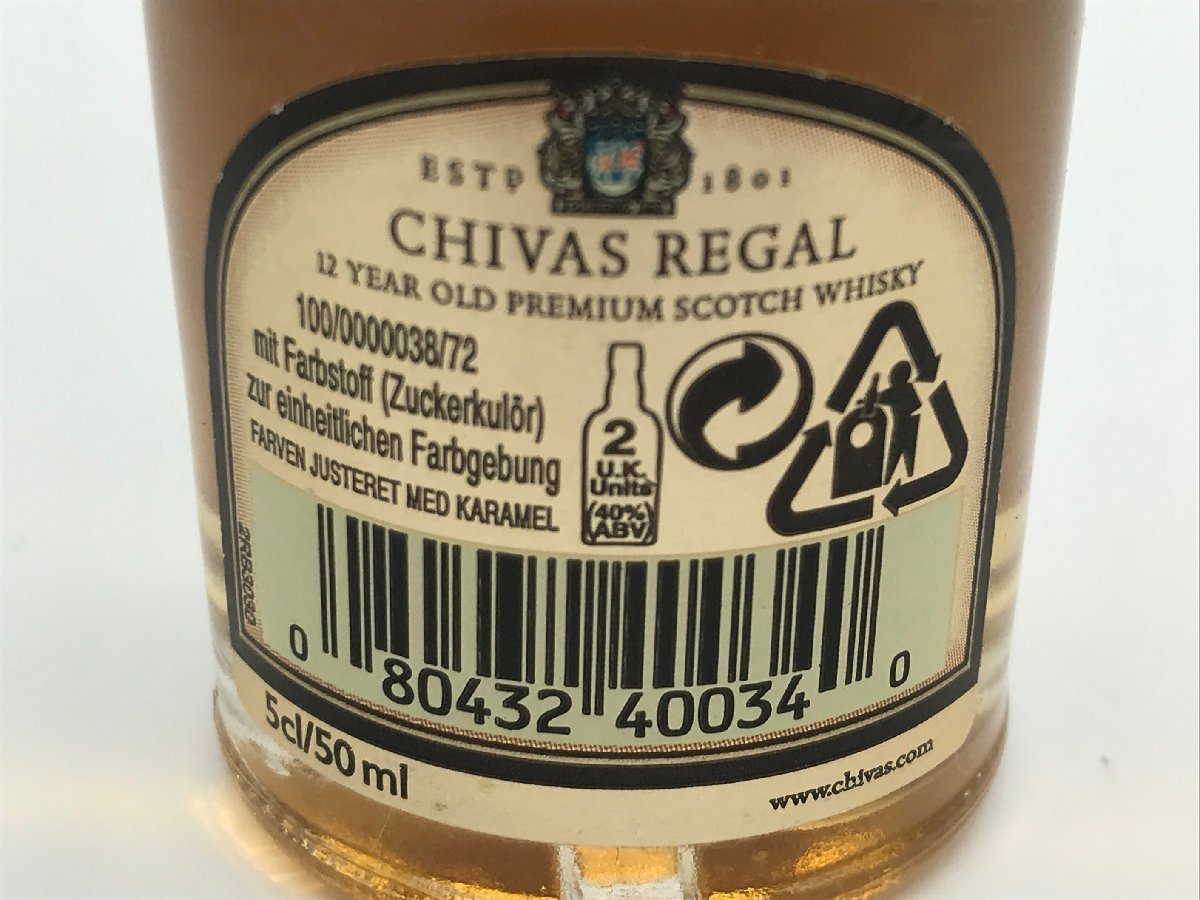 ESTD 1801
CHIVAS REGAL
12 YEAR OLD PREMIUM SCOTCH WHISKY
100/0000038/72
mit Farbstoff (Zuckerkulör)
zur einheitlichen Farbgebung
FARVEN JUSTERET MED KARAMEL
2
U.K.
Units
(40%
ABV)
0 80432 40034 0
5cl/50 ml
www.chivas.com